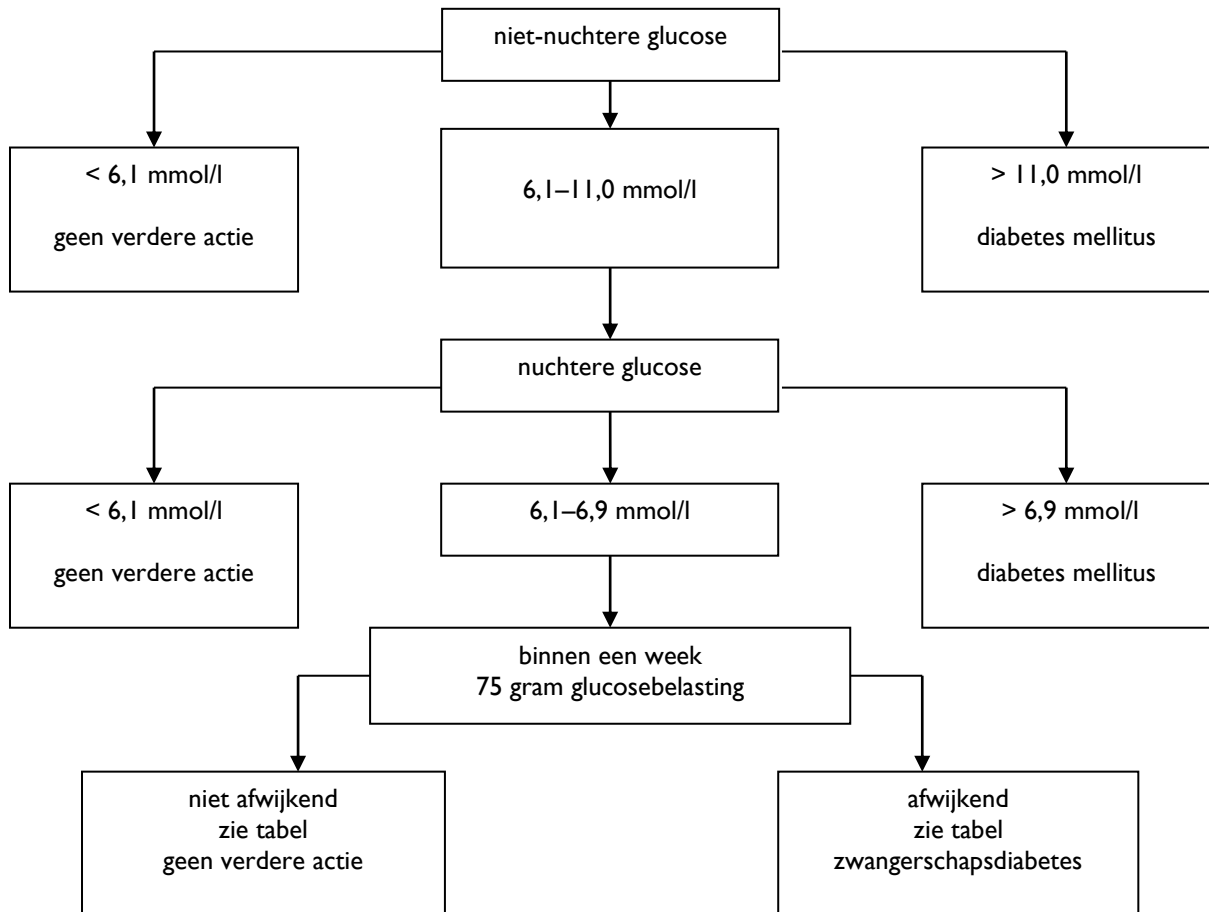 niet-nuchtere glucose
< 6,1 mmol/l
geen verdere actie
6,1–11,0 mmol/l
> 11,0 mmol/l
diabetes mellitus
nuchtere glucose
< 6,1 mmol/l
geen verdere actie
6,1–6,9 mmol/l
> 6,9 mmol/l
diabetes mellitus
binnen een week
75 gram glucosebelasting
niet afwijkend
zie tabel
geen verdere actie
afwijkend
zie tabel
zwangerschapsdiabetes